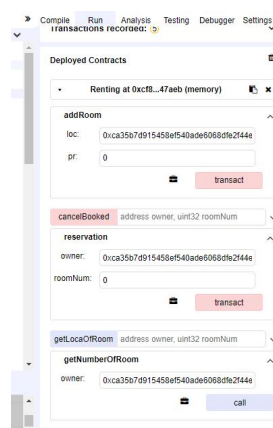 » Compile Run Analysis Testing Debugger Settings
Transactions recorded: 5
Deployed Contracts
Renting at 0xcf8...47aeb (memory)
addRoom
loc: 0xca35b7d915458ef540ade6068dfe2f44e
pr: 0
transact
cancelBooked address owner, uint32 roomNum
reservation
owner: 0xca35b7d915458ef540ade6068dfe2f44e
roomNum: 0
transact
getLocaOfRoom address owner, uint32 roomNum
getNumberOfRoom
owner: 0xca35b7d915458ef540ade6068dfe2f44e
call